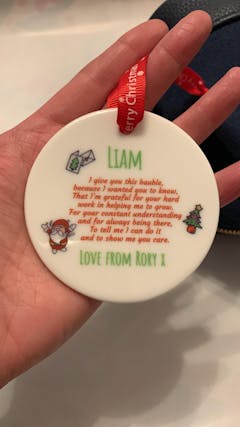 Merry Christmas
erry Chr
LIAM
I give you this bauble,
because I wanted you to know,
That I'm grateful for your hard
work in helping me to grow.
For your constant understanding
and for always being there,
To tell me I can do it
and to show me you care.
LOVE FROM RORY x